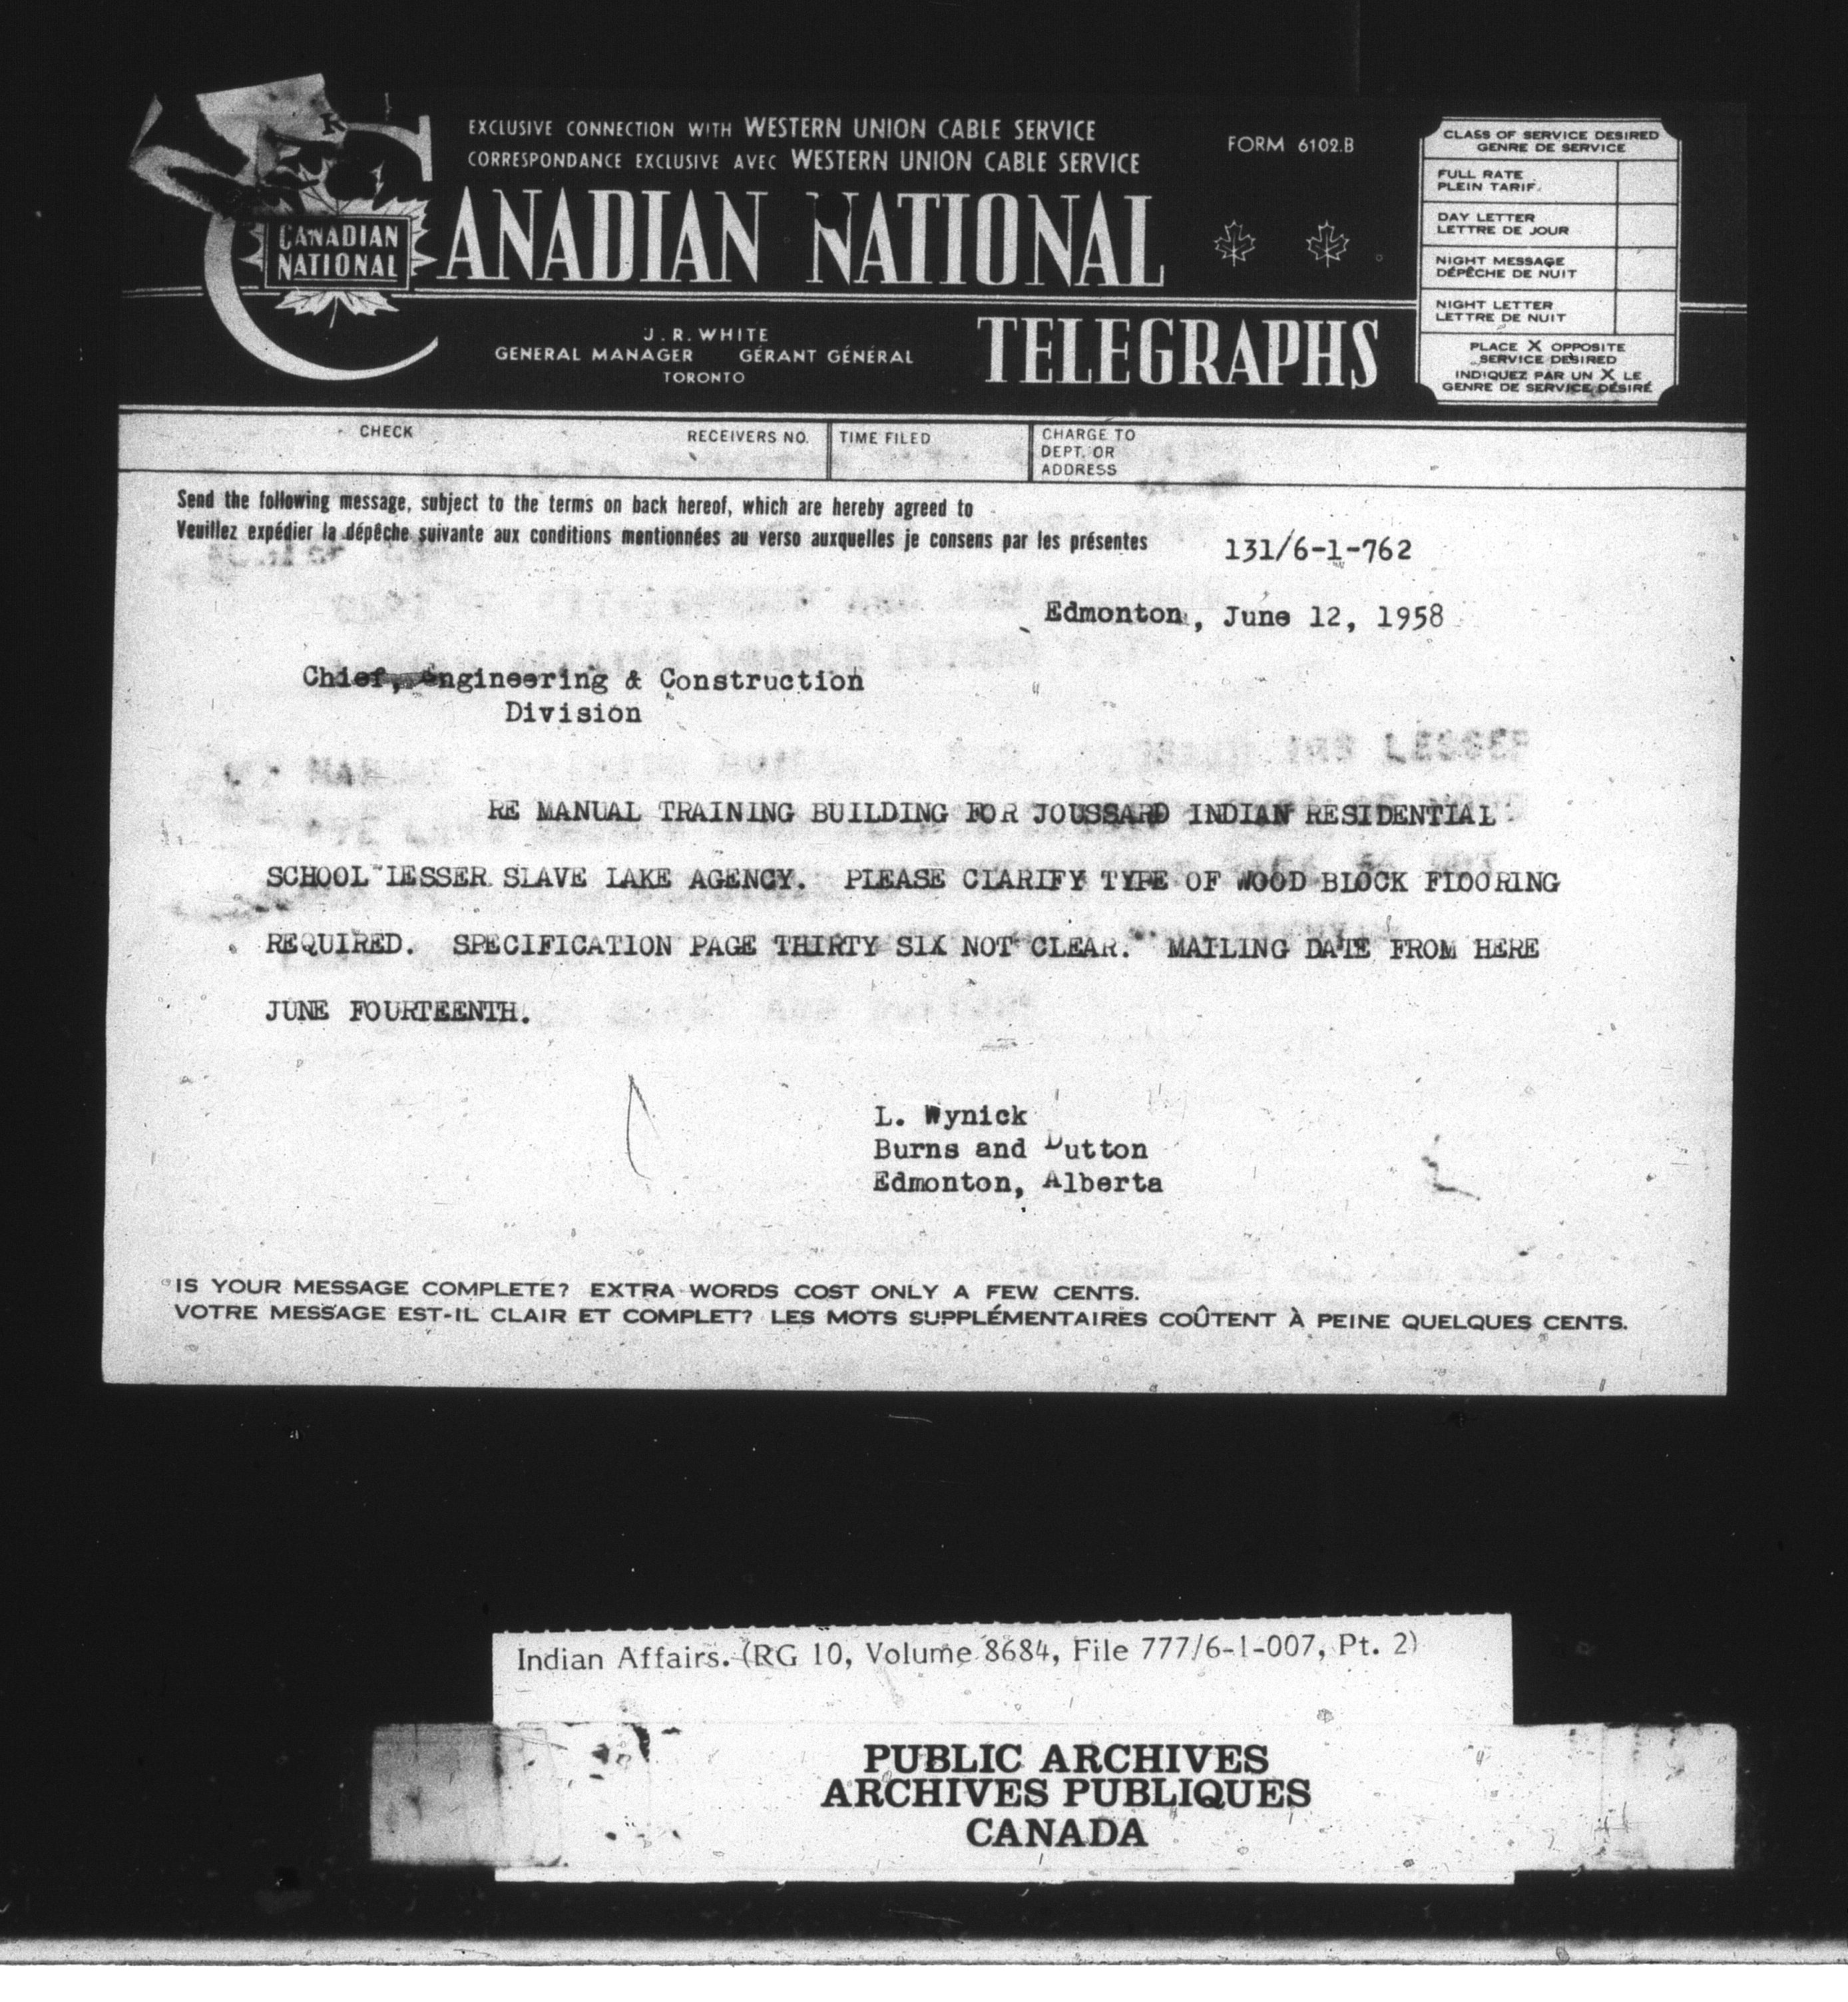 EXCLUSIVE CONNECTION WITH WESTERN UNION CABLE SERVICE
CORRESPONDANCE EXCLUSIVE AVEC WESTERN UNION CABLE SERVICE
FORM 6102.B
CANADIAN NATIONAL
CANADIAN
NATIONAL
TELEGRAPHS
J. R. WHITE
GENERAL MANAGER GÉRANT GÉNÉRAL
TORONTO
CLASS OF SERVICE DESIRED
GENRE DE SERVICE
FULL RATE
PLEIN TARIF
DAY LETTER
LETTRE DE JOUR
NIGHT MESSAGE
DÉPÊCHE DE NUIT
NIGHT LETTER
LETTRE DE NUIT
PLACE X OPPOSITE
SERVICE DESIRED
INDIQUEZ PAR UN X LE
GENRE DE SERVICE DÉSIRÉ
CHECK
RECEIVERS NO.
TIME FILED
CHARGE TO
DEPT. OR
ADDRESS
Send the following message, subject to the terms on back hereof, which are hereby agreed to
Veuillez expédier la dépêche suivante aux conditions mentionnées au verso auxquelles je consens par les présentes
131/6-1-762
Edmonton, June 12, 1958
Chief, Engineering & Construction
Division
RE MANUAL TRAINING BUILDING FOR JOUSSARD INDIAN RESIDENTIAL
SCHOOL LESSER SLAVE LAKE AGENCY. PLEASE CLARIFY TYPE OF WOOD BLOCK FLOORING
REQUIRED. SPECIFICATION PAGE THIRTY SIX NOT CLEAR. MAILING DATE FROM HERE
JUNE FOURTEENTH.
L. Wynick
Burns and Dutton
Edmonton, Alberta
IS YOUR MESSAGE COMPLETE? EXTRA WORDS COST ONLY A FEW CENTS.
VOTRE MESSAGE EST-IL CLAIR ET COMPLET? LES MOTS SUPPLÉMENTAIRES COÛTENT À PEINE QUELQUES CENTS.
Indian Affairs. (RG 10, Volume 8684, File 777/6-1-007, Pt. 2)
PUBLIC ARCHIVES
ARCHIVES PUBLIQUES
CANADA